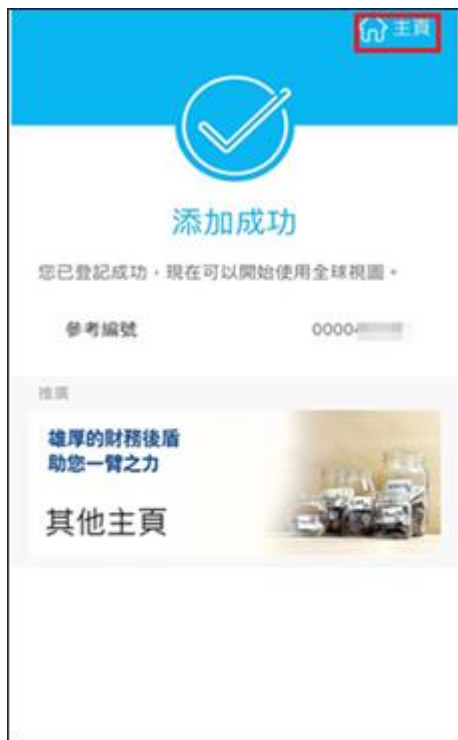 主頁
添加成功
您已登記成功，現在可以開始使用全球視圖。
參考編號 0000
推廣
雄厚的財務後盾
助您一臂之力
其他主頁